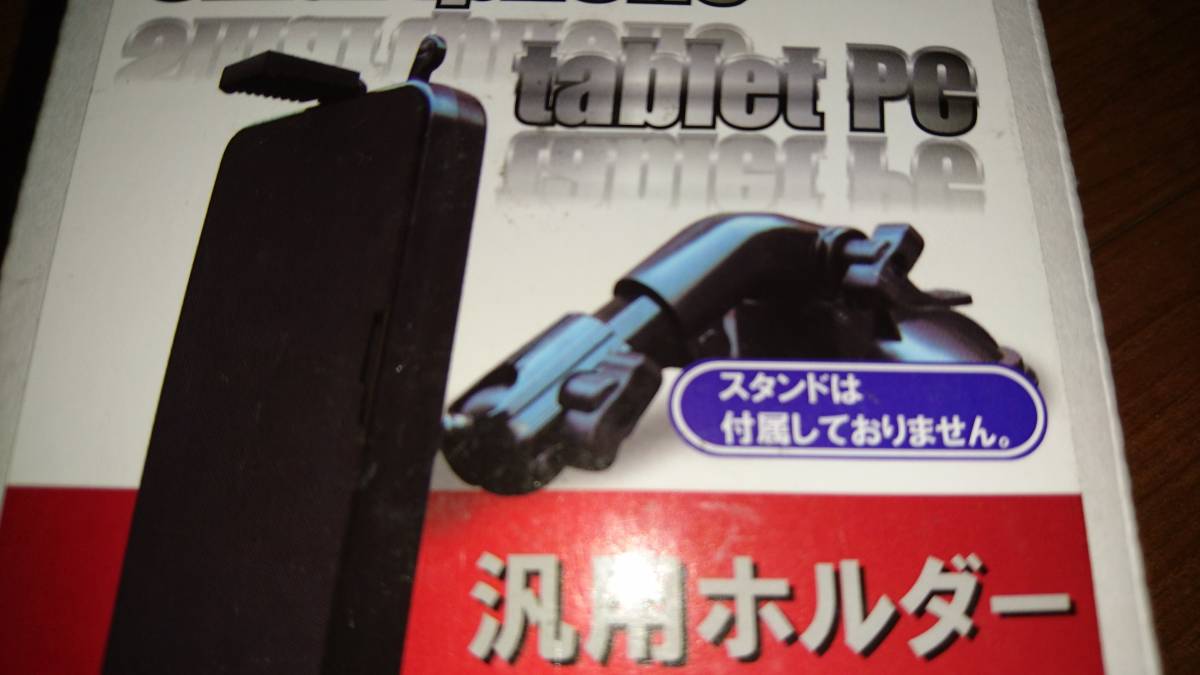 tablet PC
スタンドは
付属しておりません。
汎用ホルダー